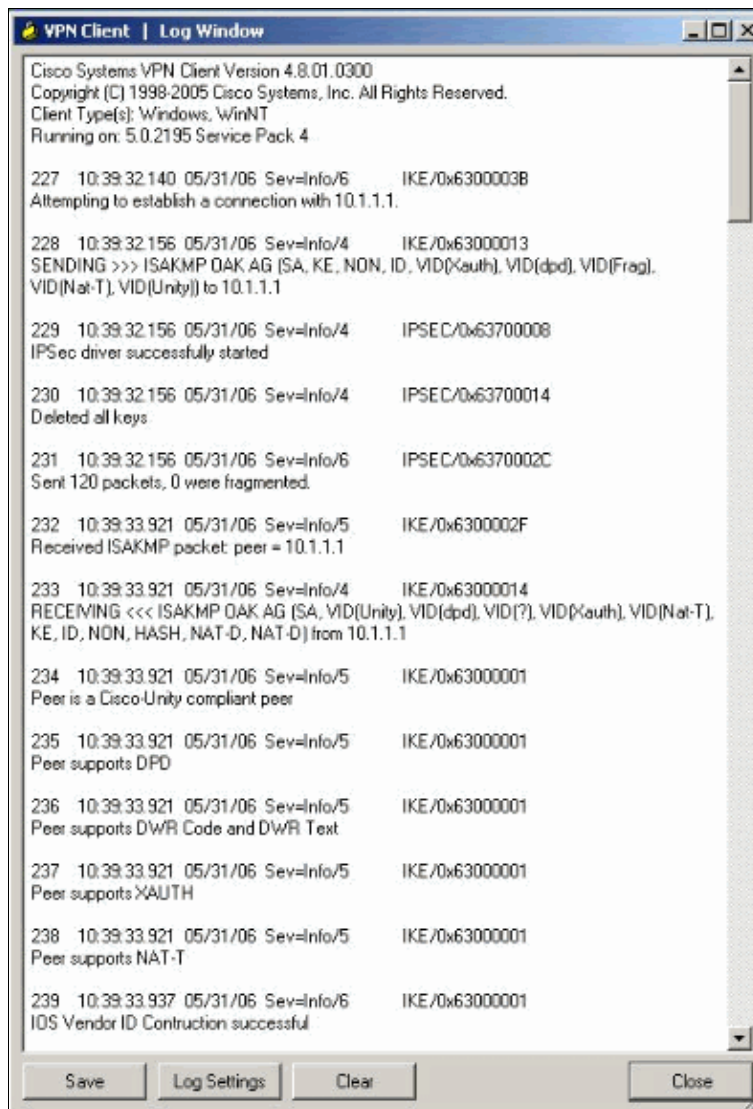 VPN Client | Log Window
Cisco Systems VPN Client Version 4.8.01.0300
Copyright (C) 1998-2005 Cisco Systems, Inc. All Rights Reserved.
Client Type(s): Windows, WinNT
Running on: 5.0.2195 Service Pack 4
227 10:39:32.140 05/31/06 Sev=Info/6 IKE/0x6300003B
Attempting to establish a connection with 10.1.1.1.
228 10:39:32.156 05/31/06 Sev=Info/4 IKE/0x63000013
SENDING >>> ISAKMP OAK AG (SA, KE, NON, ID, VID(Xauth), VID(dpd), VID(Frag),
VID(Nat-T), VID(Unity)) to 10.1.1.1
229 10:39:32.156 05/31/06 Sev=Info/4 IPSEC/0x63700008
IPSec driver successfully started
230 10:39:32.156 05/31/06 Sev=Info/4 IPSEC/0x63700014
Deleted all keys
231 10:39:32.156 05/31/06 Sev=Info/6 IPSEC/0x6370002C
Sent 120 packets, 0 were fragmented.
232 10:39:33.921 05/31/06 Sev=Info/5 IKE/0x6300002F
Received ISAKMP packet: peer = 10.1.1.1
233 10:39:33.921 05/31/06 Sev=Info/4 IKE/0x63000014
RECEIVING <<< ISAKMP OAK AG (SA, VID(Unity), VID(dpd), VID(?), VID(Xauth), VID(Nat-T),
KE, ID, NON, HASH, NAT-D, NAT-D) from 10.1.1.1
234 10:39:33.921 05/31/06 Sev=Info/5 IKE/0x63000001
Peer is a Cisco-Unity compliant peer
235 10:39:33.921 05/31/06 Sev=Info/5 IKE/0x63000001
Peer supports DPD
236 10:39:33.921 05/31/06 Sev=Info/5 IKE/0x63000001
Peer supports DWR Code and DWR Text
237 10:39:33.921 05/31/06 Sev=Info/5 IKE/0x63000001
Peer supports XAUTH
238 10:39:33.921 05/31/06 Sev=Info/5 IKE/0x63000001
Peer supports NAT-T
239 10:39:33.937 05/31/06 Sev=Info/6 IKE/0x63000001
IOS Vendor ID Contruction successful
Save Log Settings Clear Close